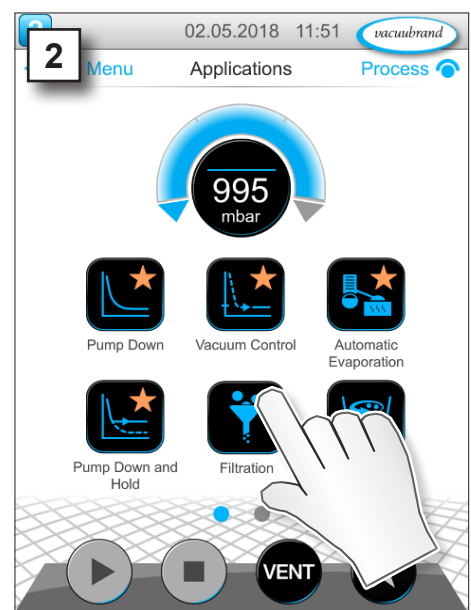 ?
02.05.2018 11:51
vacuubrand
2
Menu
Applications
Process
995
mbar
Pump Down
Vacuum Control
Automatic
Evaporation
Pump Down and
Hold
Filtration
VENT